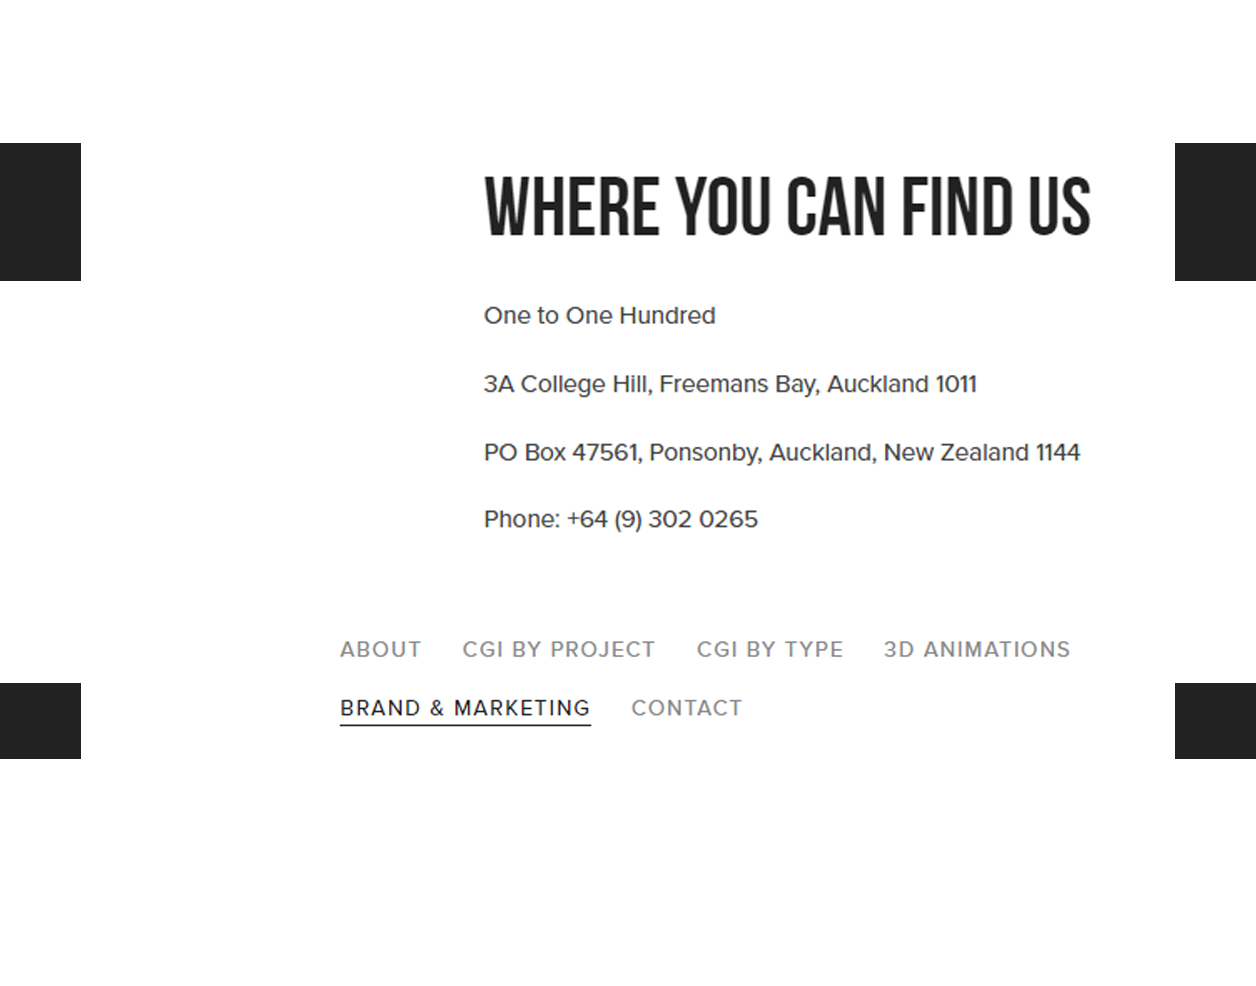 WHERE YOU CAN FIND US
One to One Hundred
3A College Hill, Freemans Bay, Auckland 1011
PO Box 47561, Ponsonby, Auckland, New Zealand 1144
Phone: +64 (9) 302 0265
ABOUT CGI BY PROJECT CGI BY TYPE 3D ANIMATIONS
BRAND & MARKETING CONTACT